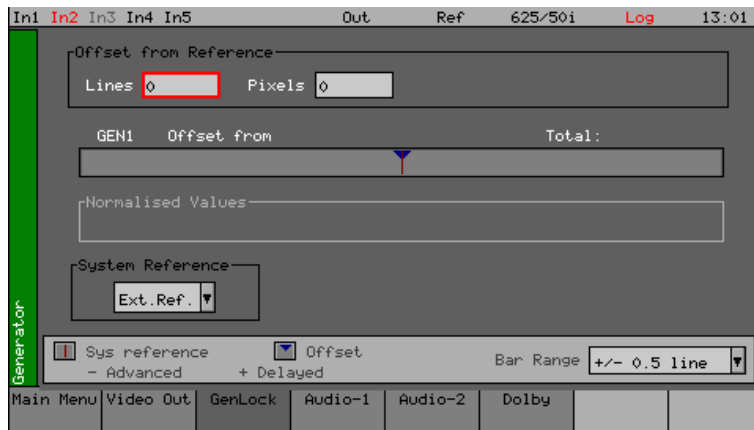 In1 In2 In3 In4 In5 Out Ref 625/50i Log 13:01
Offset from Reference
Lines 0 Pixels 0
GEN1 Offset from Total:
Normalised Values
System Reference
Ext.Ref.
Generator
Sys reference Offset Bar Range +/- 0.5 line
- Advanced + Delayed
Main Menu Video Out GenLock Audio-1 Audio-2 Dolby